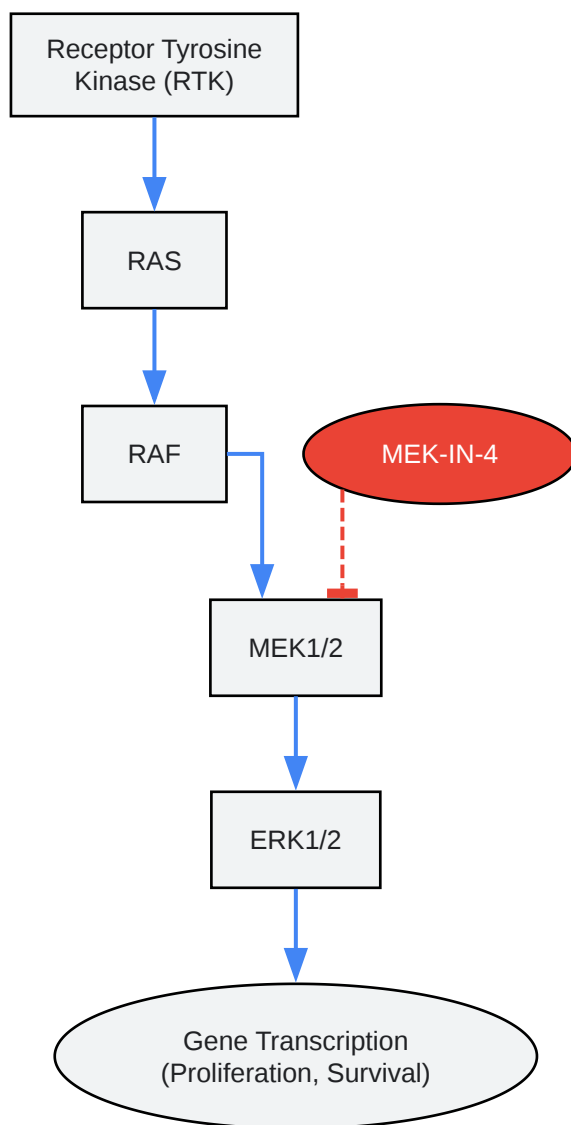 Receptor Tyrosine
Kinase (RTK)
RAS
RAF
MEK-IN-4
MEK1/2
ERK1/2
Gene Transcription
(Proliferation, Survival)